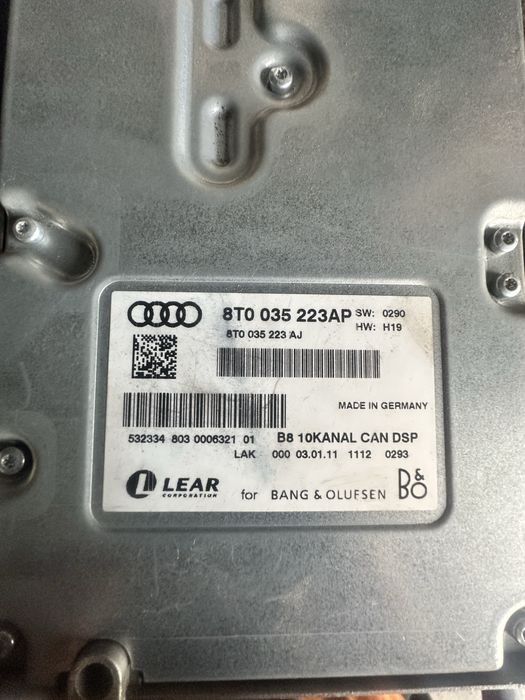 8T0 035 223AP SW: 0290
HW: H19
8T0 035 223 AJ
MADE IN GERMANY
532334 803 0006321 01 B8 10KANAL CAN DSP
LAK 000 03.01.11 1112 0293
LEAR
CORPORATION
for BANG & OLUFSEN B&O